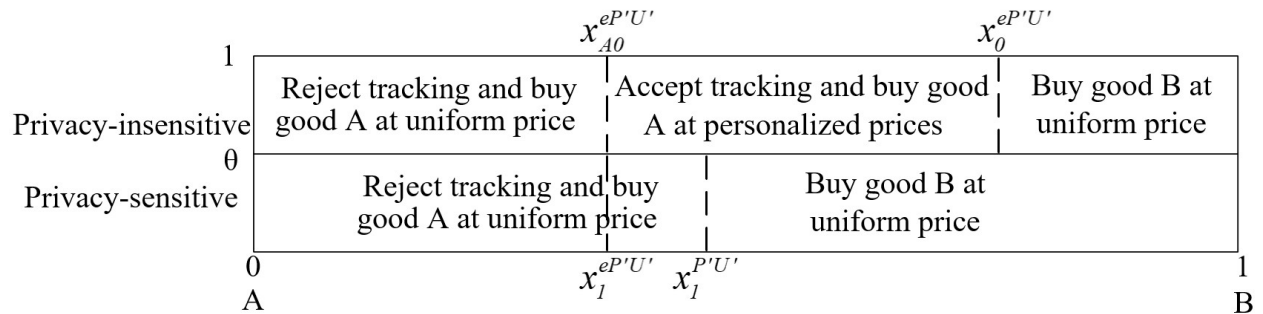 x_{A0}^{eP'U'} x_0^{eP'U'}
1
Reject tracking and buy
good A at uniform price
Accept tracking and buy good
A at personalized prices
Buy good B at
uniform price
Privacy-insensitive
θ
Privacy-sensitive
Reject tracking and buy
good A at uniform price
Buy good B at
uniform price
0 x_1^{eP'U'} x_1^{P'U'} 1
A B